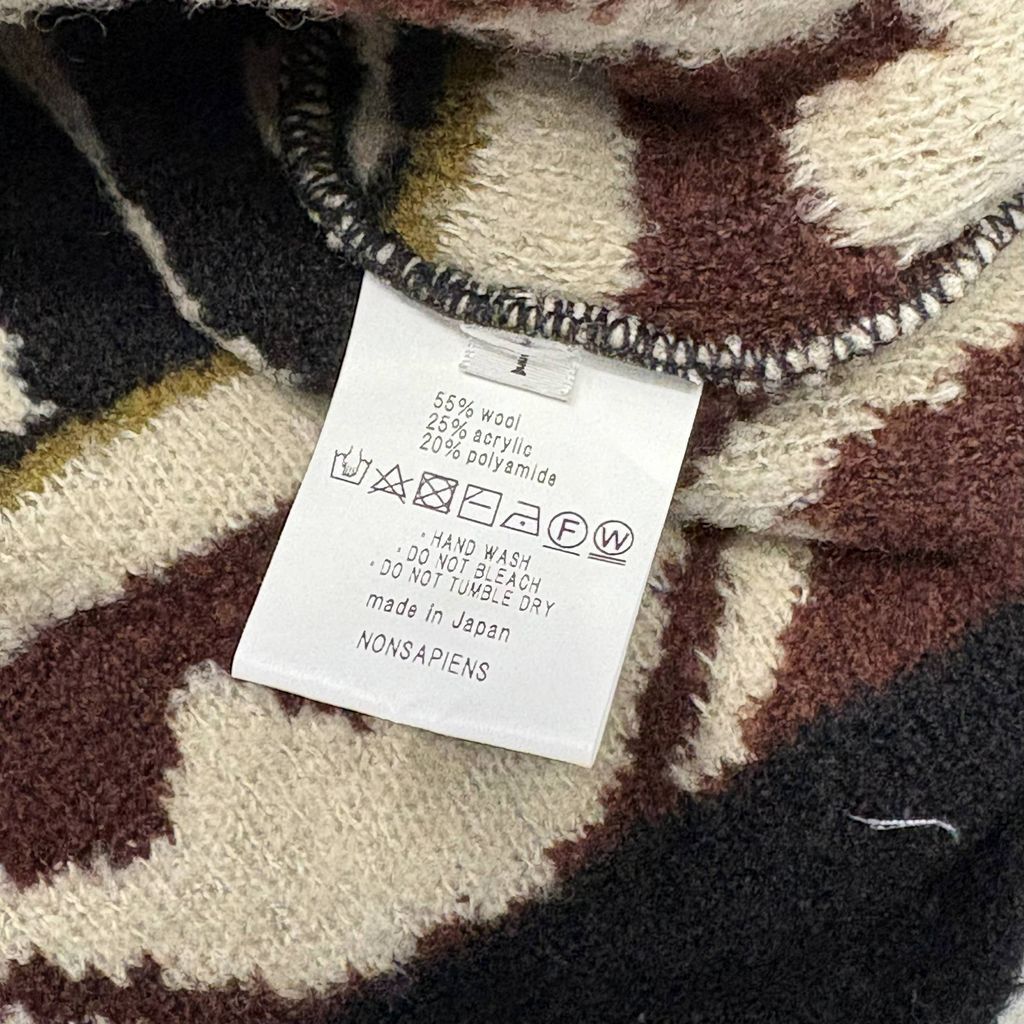 55% wool
25% acrylic
20% polyamide
F W
· HAND WASH
· DO NOT BLEACH
· DO NOT TUMBLE DRY
made in Japan
NONSAPIENS